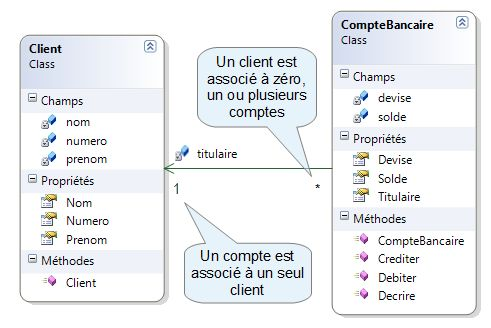 Client
Class
Champs
nom
numero
prenom
Propriétés
Nom
Numero
Prenom
Méthodes
Client
Un client est
associé à zéro,
un ou plusieurs
comptes
titulaire
1
*
Un compte est
associé à un seul
client
CompteBancaire
Class
Champs
devise
solde
Propriétés
Devise
Solde
Titulaire
Méthodes
CompteBancaire
Crediter
Debiter
Decrire